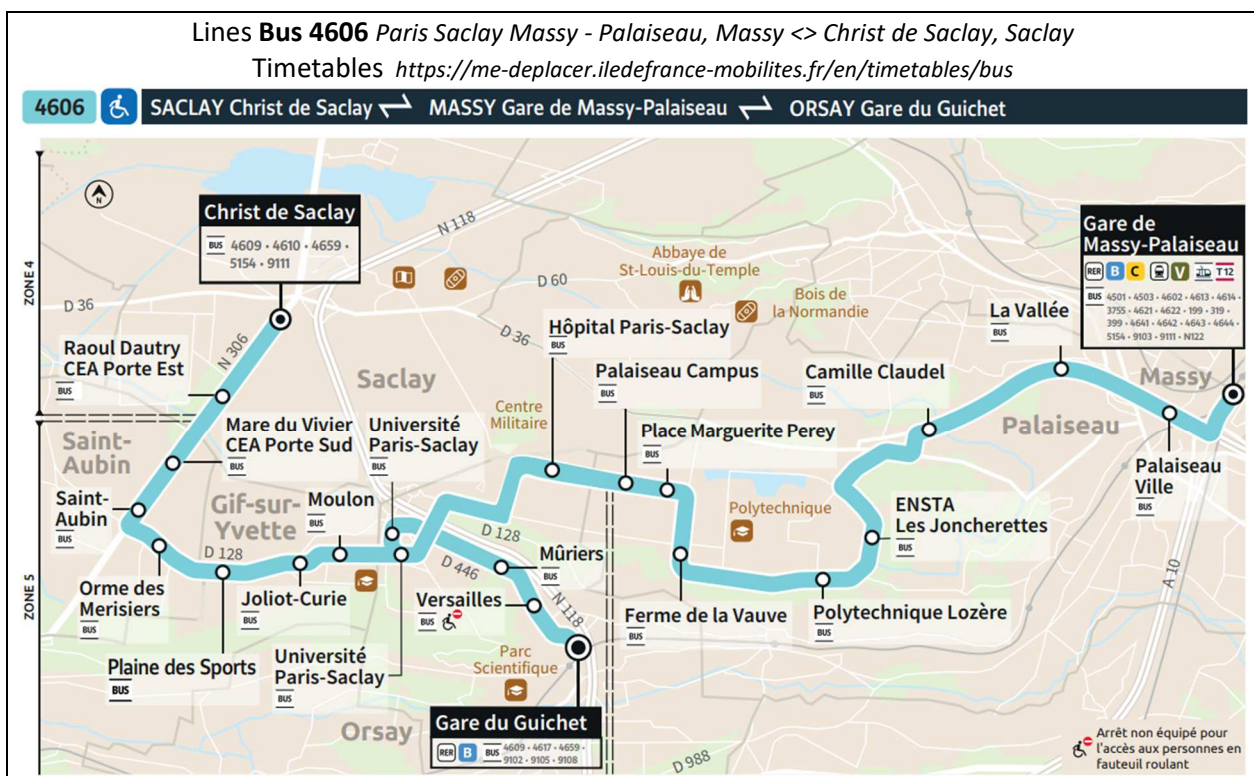 Lines Bus 4606 Paris Saclay Massy - Palaiseau, Massy <> Christ de Saclay, Saclay
Timetables https://me-deplacer.iledefrance-mobilites.fr/en/timetables/bus
4606 SACLAY Christ de Saclay ⇌ MASSY Gare de Massy-Palaiseau ⇌ ORSAY Gare du Guichet
N
ZONE 4
ZONE 5
Christ de Saclay
BUS 4609 • 4610 • 4659 •
5154 • 9111
N 118
D 60
D 36
D 36
N 306
Abbaye de
St-Louis-du-Temple
Bois de
la Normandie
Gare de
Massy-Palaiseau
RER B C V T12
BUS 4501 • 4503 • 4602 • 4613 • 4614 •
3755 • 4621 • 4622 • 199 • 319 •
399 • 4641 • 4642 • 4643 • 4644 •
5154 • 9103 • 9111 • N122
Raoul Dautry
CEA Porte Est
BUS
Saclay
Hôpital Paris-Saclay
BUS
Palaiseau Campus
BUS
Camille Claudel
BUS
La Vallée
BUS
Massy
Centre
Militaire
Mare du Vivier
CEA Porte Sud
BUS
Université
Paris-Saclay
BUS
Place Marguerite Perey
BUS
Palaiseau
Saint-
Aubin
Palaiseau
Ville
BUS
Saint-
Aubin
BUS
Gif-sur-
Yvette
Moulon
BUS
Polytechnique
ENSTA
Les Joncherettes
BUS
D 128
D 128
D 446
N 118
A 10
Mûriers
BUS
Orme des
Merisiers
BUS
Joliot-Curie
BUS
Versailles
BUS
Ferme de la Vauve
BUS
Polytechnique Lozère
BUS
Plaine des Sports
BUS
Université
Paris-Saclay
BUS
Parc
Scientifique
Orsay
Gare du Guichet
RER B BUS 4609 • 4617 • 4659 •
9102 • 9105 • 9108
D 988
Arrêt non équipé pour
l'accès aux personnes en
fauteuil roulant